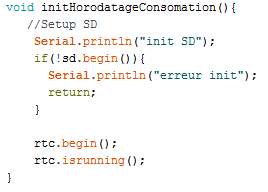 void initHorodatageConsomation(){
//Setup SD
Serial.println("init SD");
if(!sd.begin()){
Serial.println("erreur init");
return;
}
rtc.begin();
rtc.isrunning();
}